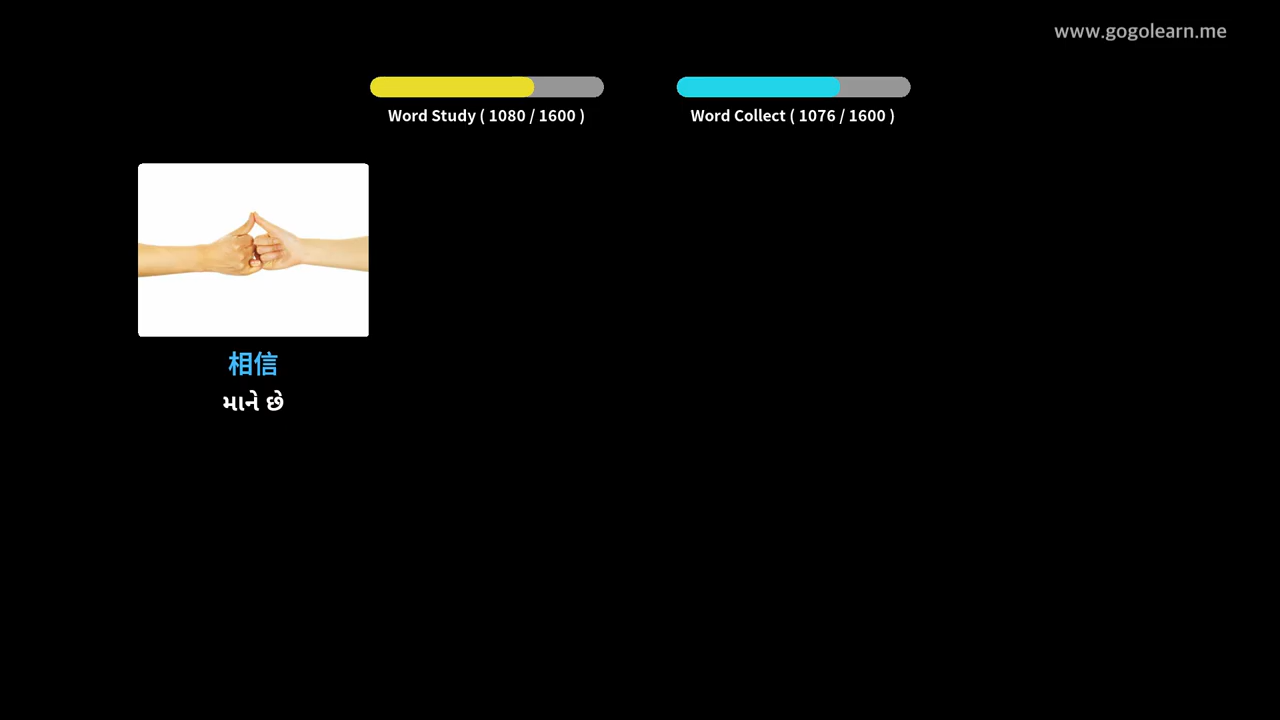 www.gogolearn.me
Word Study ( 1080 / 1600 )
Word Collect ( 1076 / 1600 )
相信
માને છે